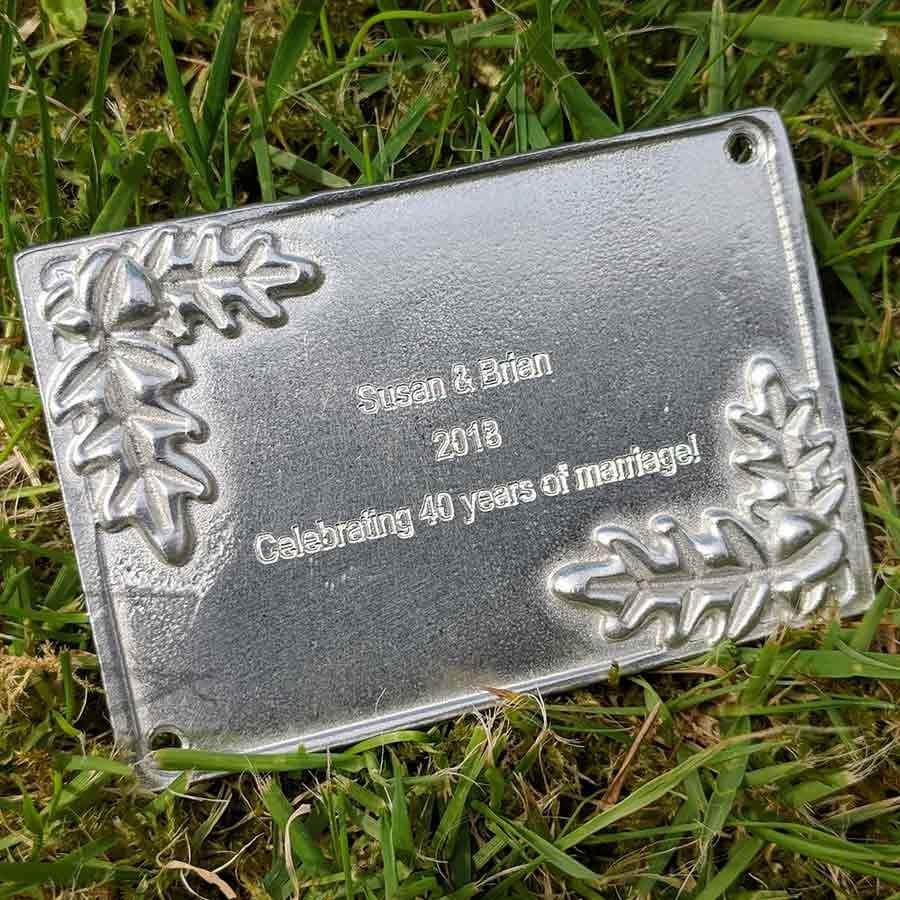 Susan & Brian
2018
Celebrating 40 years of marriage!